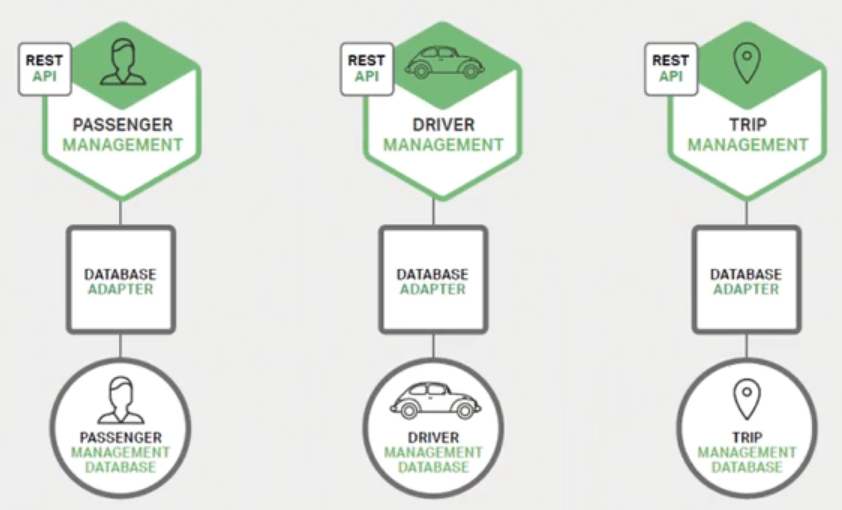 REST
API
PASSENGER
MANAGEMENT
REST
API
DRIVER
MANAGEMENT
REST
API
TRIP
MANAGEMENT
DATABASE
ADAPTER
DATABASE
ADAPTER
DATABASE
ADAPTER
PASSENGER
MANAGEMENT
DATABASE
DRIVER
MANAGEMENT
DATABASE
TRIP
MANAGEMENT
DATABASE